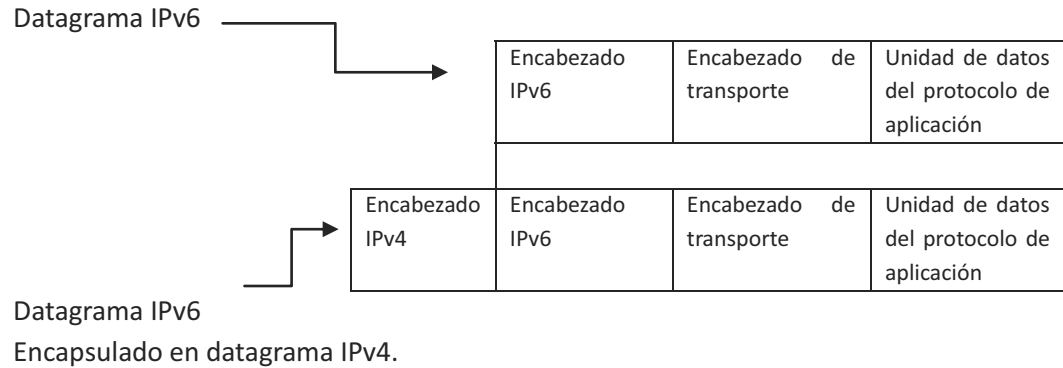 Datagrama IPv6
Encabezado IPv6
Encabezado de transporte
Unidad de datos del protocolo de aplicación
Encabezado IPv4
Encabezado IPv6
Encabezado de transporte
Unidad de datos del protocolo de aplicación
Datagrama IPv6
Encapsulado en datagrama IPv4.